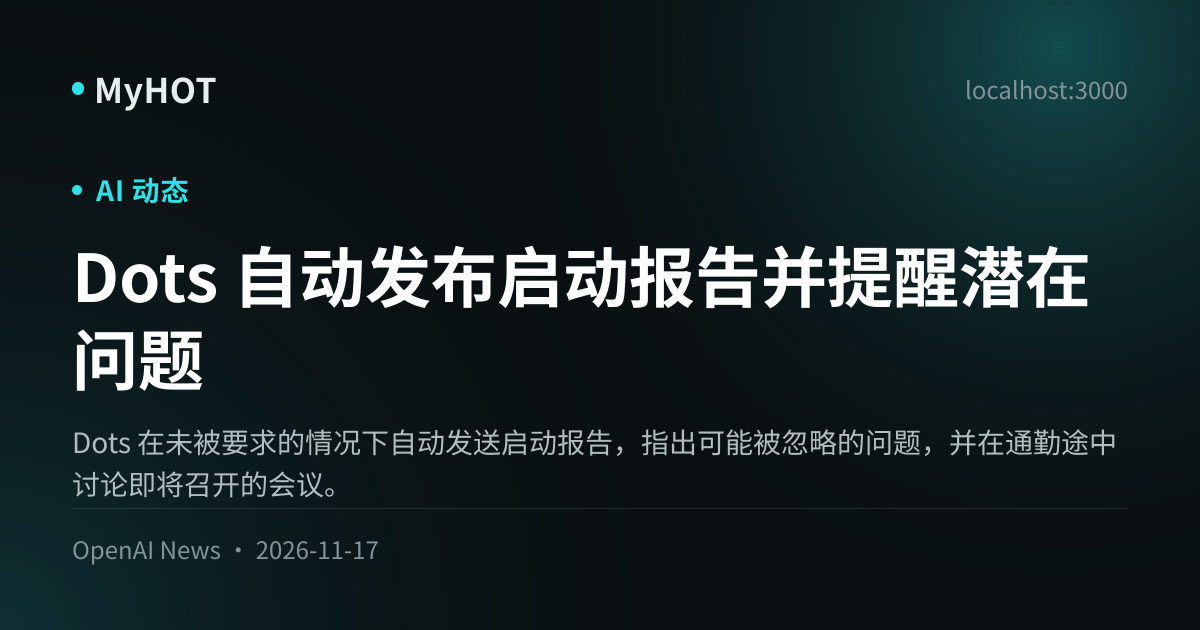 MyHOT
localhost:3000
AI 动态
Dots 自动发布启动报告并提醒潜在
问题
Dots 在未被要求的情况下自动发送启动报告，指出可能被忽略的问题，并在通勤途中
讨论即将召开的会议。
OpenAI News · 2026-11-17